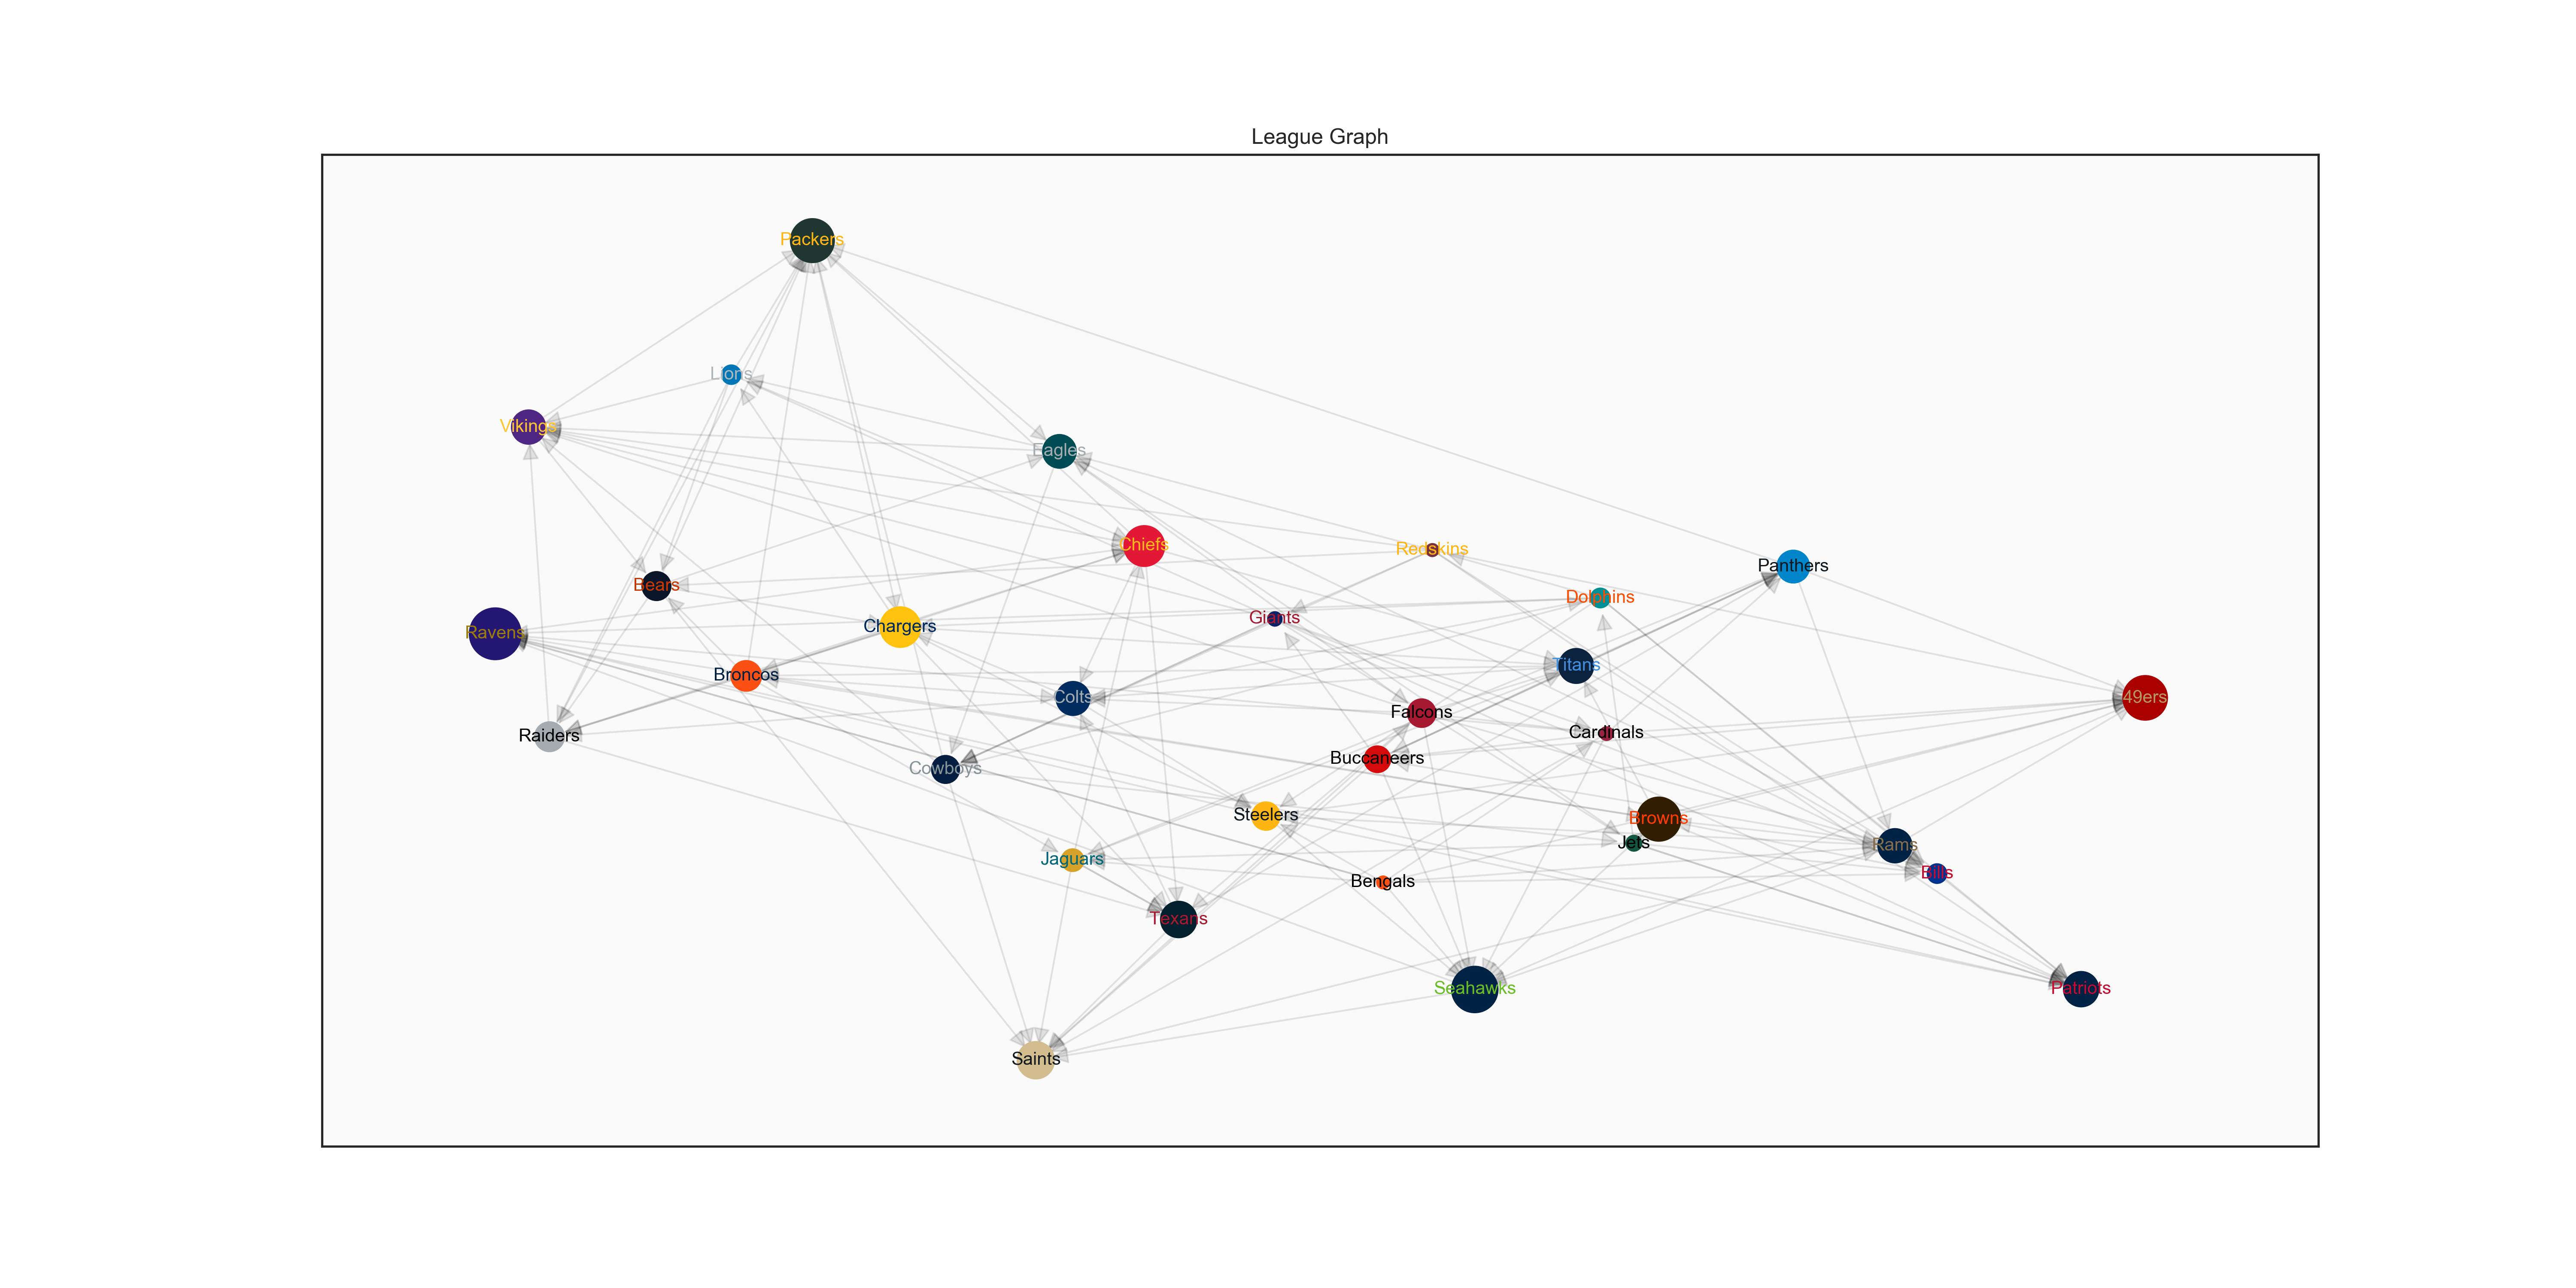 League Graph
Packers
Lions
Vikings
Eagles
Chiefs
Redskins
Panthers
Bears
Dolphins
Giants
Chargers
Ravens
Titans
Broncos
Colts
49ers
Falcons
Cardinals
Raiders
Buccaneers
Cowboys
Steelers
Browns
Jets
Rams
Jaguars
Bills
Bengals
Texans
Seahawks
Patriots
Saints